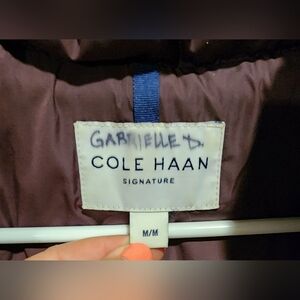 GABRIELLE D.
COLE HAAN
SIGNATURE
M/M